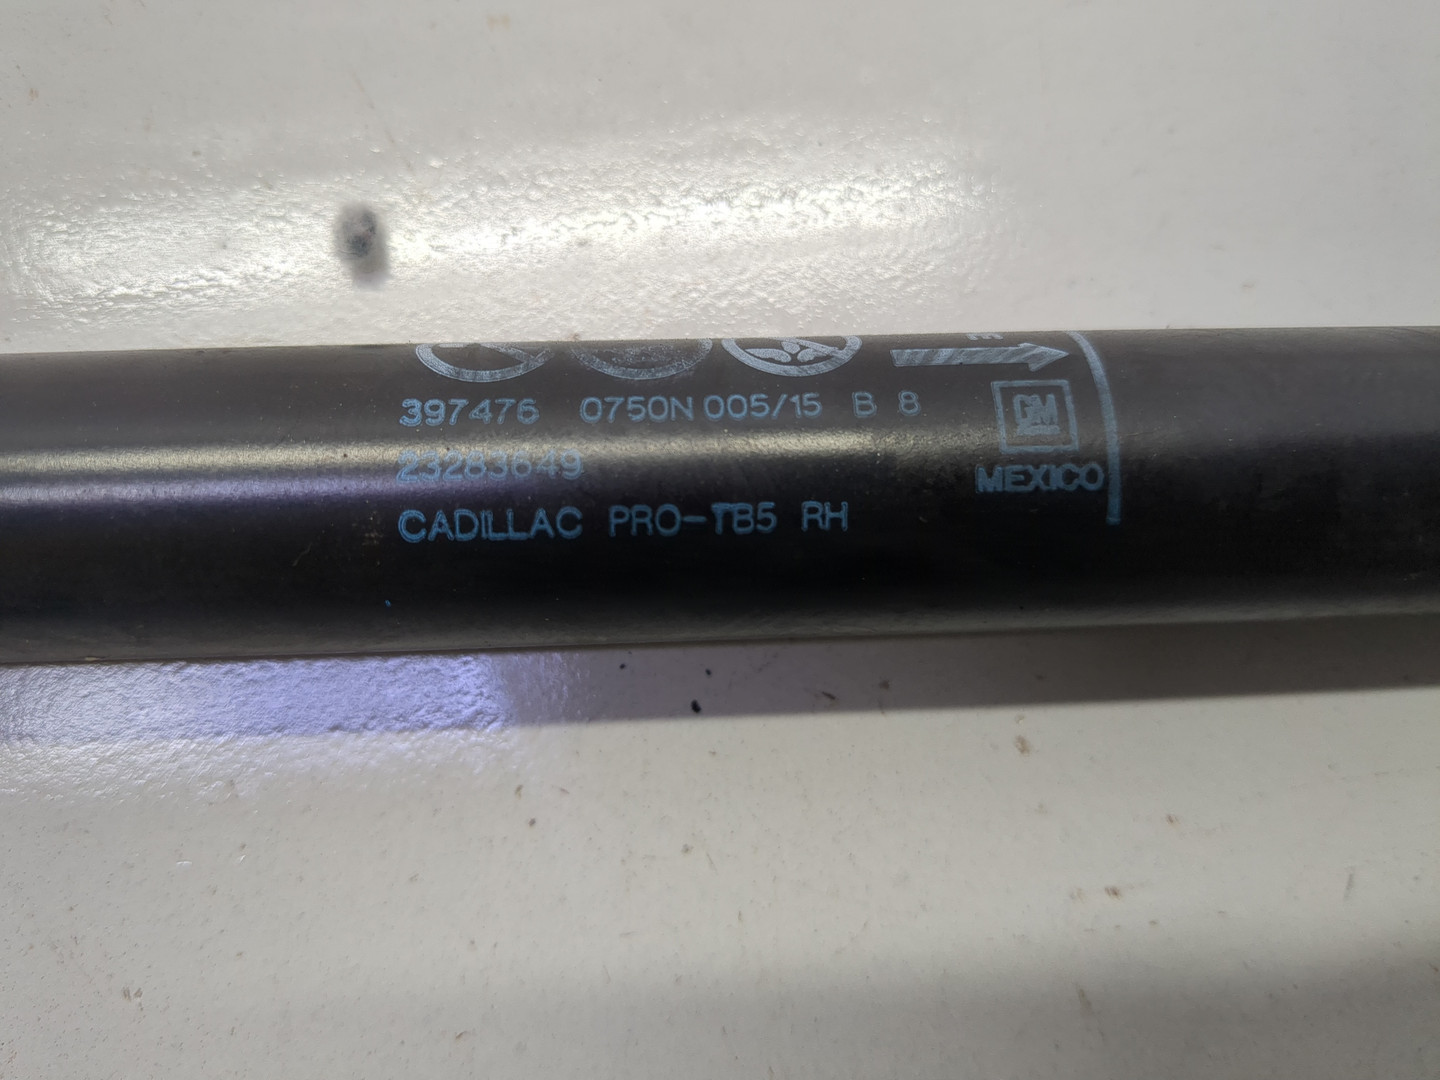 397476 0750N 005/15 B 8
GM
23283649
MEXICO
CADILLAC PRO-TB5 RH